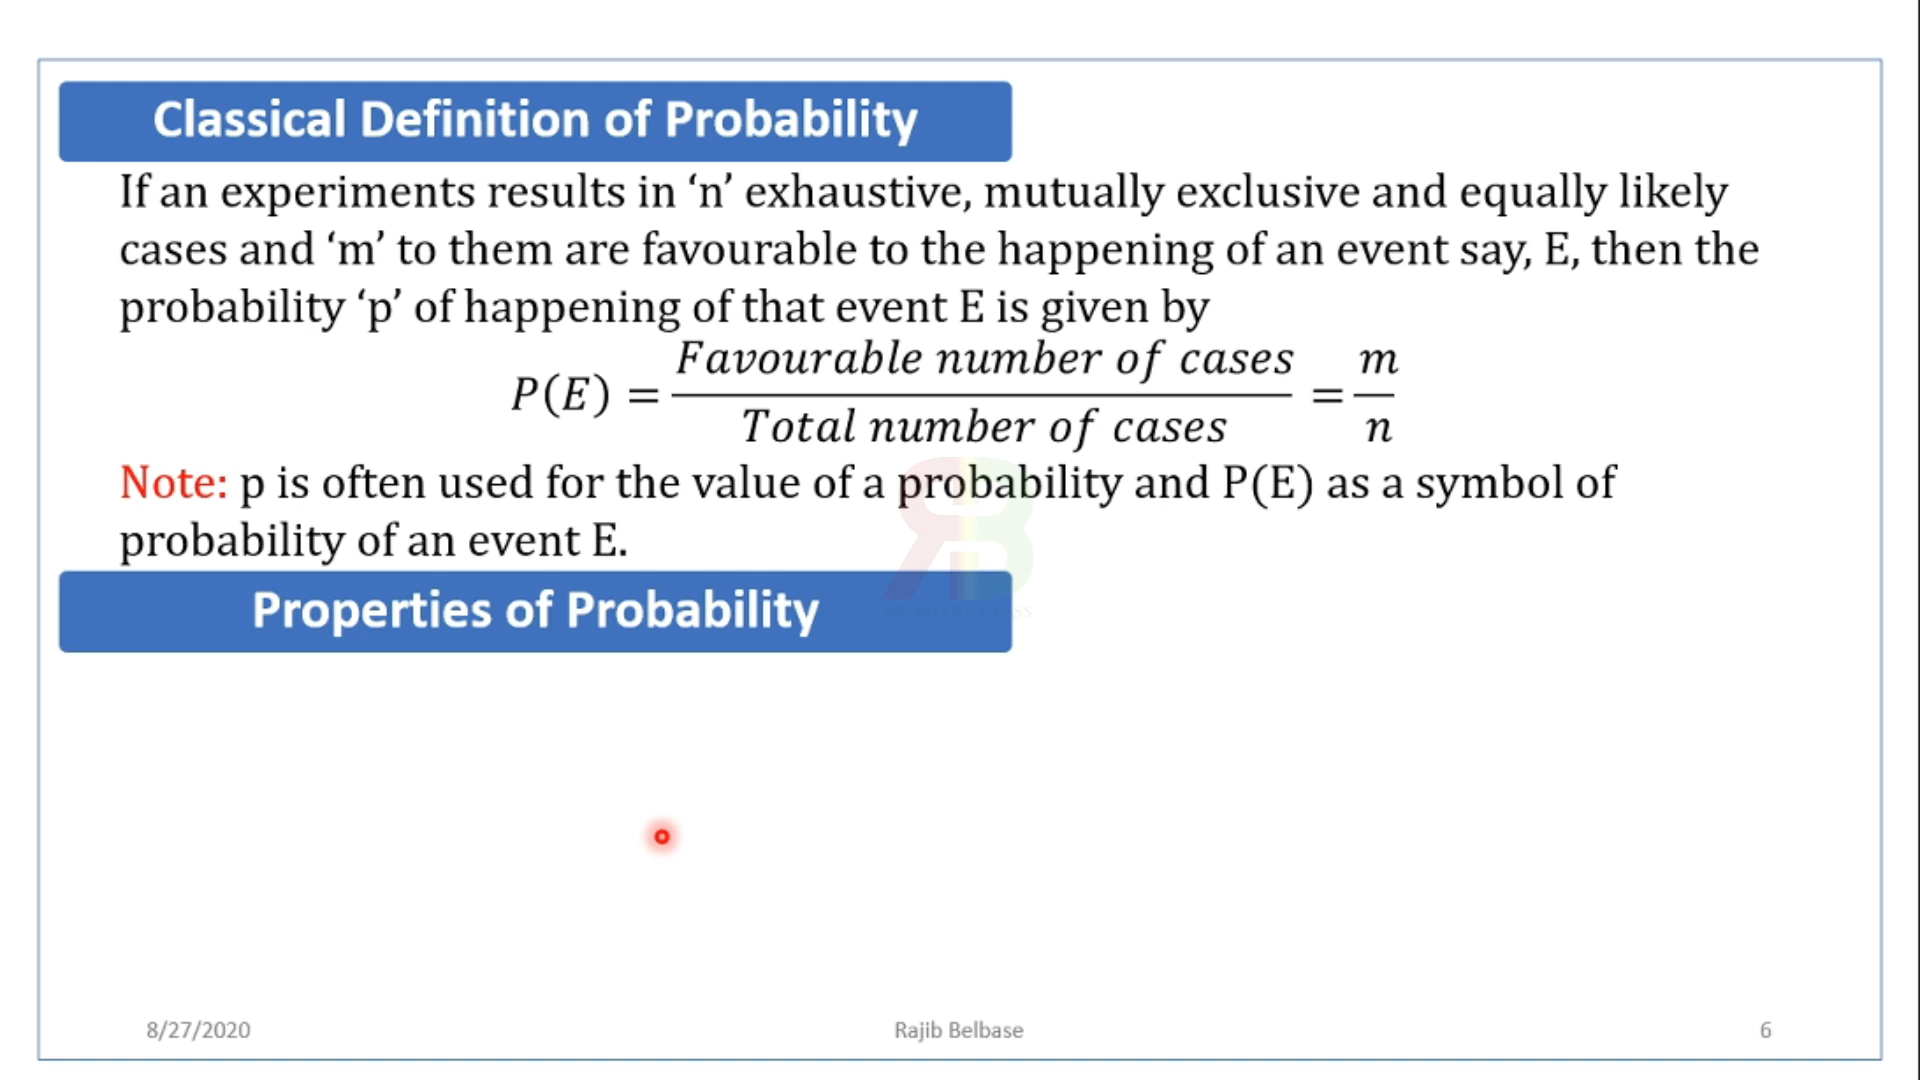 Classical Definition of Probability
If an experiments results in ‘n’ exhaustive, mutually exclusive and equally likely
cases and ‘m’ to them are favourable to the happening of an event say, E, then the
probability ‘p’ of happening of that event E is given by
P(E) = Favourable number of cases / Total number of cases = m / n
Note: p is often used for the value of a probability and P(E) as a symbol of
probability of an event E.
Properties of Probability
8/27/2020 Rajib Belbase 6